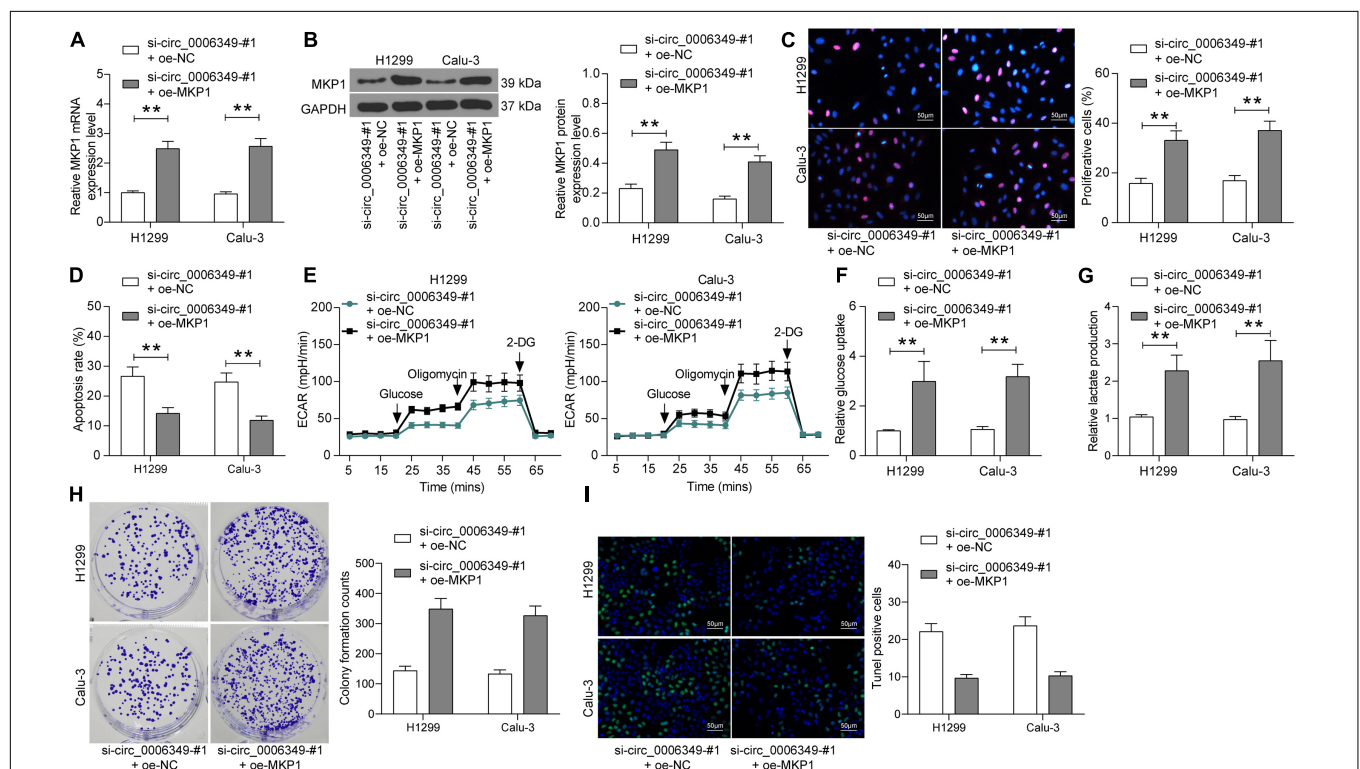 A
si-circ_0006349-#1
+ oe-NC
si-circ_0006349-#1
+ oe-MKP1
Reative MKP1 mRNA
expression level
5
4
3
2
1
0
**
**
H1299
Calu-3
B
H1299
Calu-3
MKP1
39 kDa
GAPDH
37 kDa
si-circ_0006349#1
+ oe-NC
si-circ_0006349-#1
+ oe-MKP1
si-circ_0006349-#1
+ oe-NC
si-circ_0006349-#1
+ oe-MKP1
si-circ_0006349-#1
+ oe-NC
si-circ_0006349-#1
+ oe-MKP1
Reative MKP1 protein
expression level
1.0
0.8
0.6
0.4
0.2
0.0
**
**
H1299
Calu-3
C
H1299
Calu-3
50μm
50μm
50μm
50μm
si-circ_0006349-#1
+ oe-NC
si-circ_0006349-#1
+ oe-MKP1
si-circ_0006349-#1
+ oe-NC
si-circ_0006349-#1
+ oe-MKP1
Proliferative cells (%)
60
40
20
0
**
**
H1299
Calu-3
D
si-circ_0006349-#1
+ oe-NC
si-circ_0006349-#1
+ oe-MKP1
Apoptosis rate (%)
50
40
30
20
10
0
**
**
H1299
Calu-3
E
H1299
si-circ_0006349-#1
+ oe-NC
si-circ_0006349-#1
+ oe-MKP1
ECAR (mpH/min)
200
150
100
50
0
Glucose
Oligomycin
2-DG
5
15
25
35
45
55
65
Time (mins)
Calu-3
si-circ_0006349-#1
+ oe-NC
si-circ_0006349-#1
+ oe-MKP1
ECAR (mpH/min)
200
150
100
50
0
Glucose
Oligomycin
2-DG
5
15
25
35
45
55
65
Time (mins)
F
si-circ_0006349-#1
+ oe-NC
si-circ_0006349-#1
+ oe-MKP1
Relative glucose uptake
6
4
2
0
**
**
H1299
Calu-3
G
si-circ_0006349-#1
+ oe-NC
si-circ_0006349-#1
+ oe-MKP1
Relative lactate production
4
3
2
1
0
**
**
H1299
Calu-3
H
H1299
Calu-3
si-circ_0006349-#1
+ oe-NC
si-circ_0006349-#1
+ oe-MKP1
si-circ_0006349-#1
+ oe-NC
si-circ_0006349-#1
+ oe-MKP1
Colony formation counts
500
400
300
200
100
0
H1299
Calu-3
I
H1299
Calu-3
50μm
50μm
50μm
50μm
si-circ_0006349-#1
+ oe-NC
si-circ_0006349-#1
+ oe-MKP1
si-circ_0006349-#1
+ oe-NC
si-circ_0006349-#1
+ oe-MKP1
Tunel positive cells
40
30
20
10
0
H1299
Calu-3